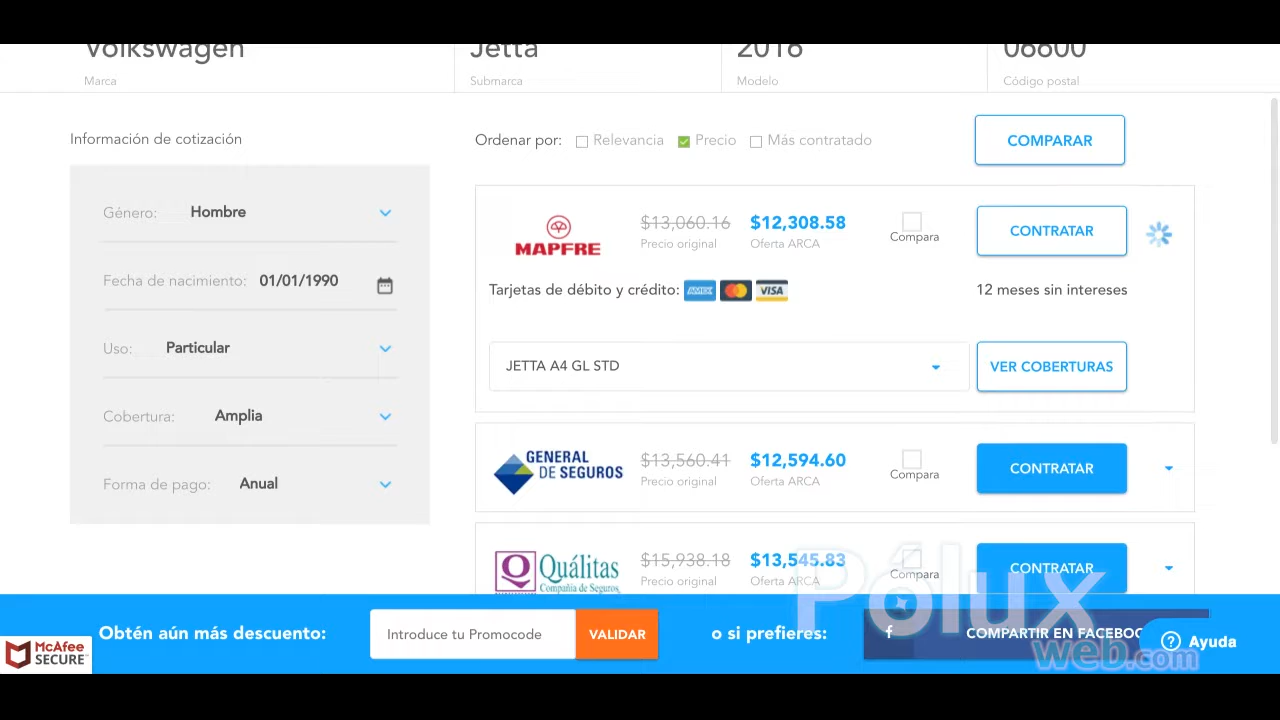 Volkswagen Jetta 2016 06600
Marca Submarca Modelo Código postal
Información de cotización
Ordenar por: Relevancia Precio Más contratado
COMPARAR
Género: Hombre
Fecha de nacimiento: 01/01/1990
Uso: Particular
Cobertura: Amplia
Forma de pago: Anual
MAPFRE
$13,060.16 $12,308.58
Precio original Oferta ARCA
Compara
CONTRATAR
Tarjetas de débito y crédito: AMEX VISA
12 meses sin intereses
JETTA A4 GL STD
VER COBERTURAS
GENERAL
DE SEGUROS
$13,560.41 $12,594.60
Precio original Oferta ARCA
Compara
CONTRATAR
Quálitas
Compañía de Seguros
$15,938.18 $13,545.83
Precio original Oferta ARCA
Compara
CONTRATAR
Obtén aún más descuento:
Introduce tu Promocode
VALIDAR
o si prefieres:
f COMPARTIR EN FACEBOO
? Ayuda
McAfee
SECURE
Pólux
web.com